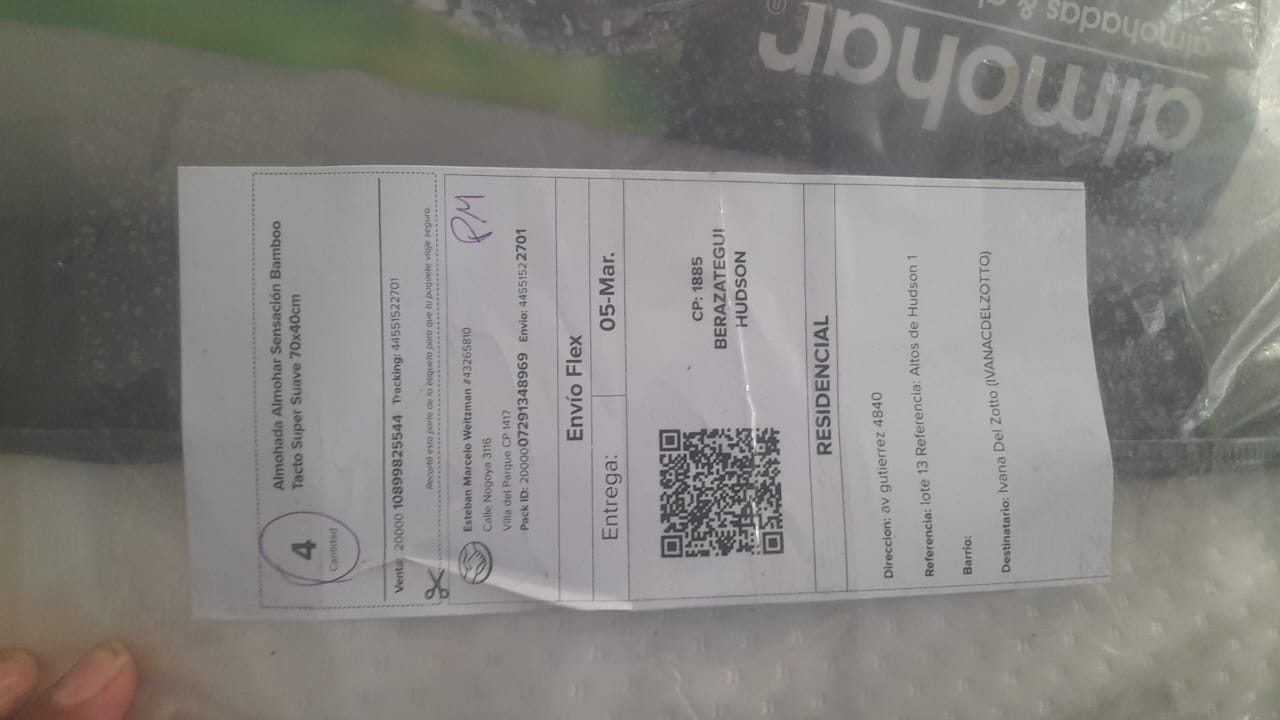 almohar®
almohadas &
4
Cantidad
Almohada Almohar Sensación Bamboo
Tacto Super Suave 70x40cm
Venta: 20000 10899825544 Tracking: 44551522701
Recortá esta parte de la etiqueta para que tu paquete viaje seguro.
PM
Esteban Marcelo Weitzman #43265810
Calle Nogoya 3116
Villa del Parque CP 1417
Pack ID: 2000007291348969 Envio: 44551522701
Envío Flex
Entrega: 05-Mar.
CP: 1885
BERAZATEGUI
HUDSON
RESIDENCIAL
Direccion: av gutierrez 4840
Referencia: lote 13 Referencia: Altos de Hudson 1
Barrio:
Destinatario: Ivana Del Zotto (IVANACDELZOTTO)